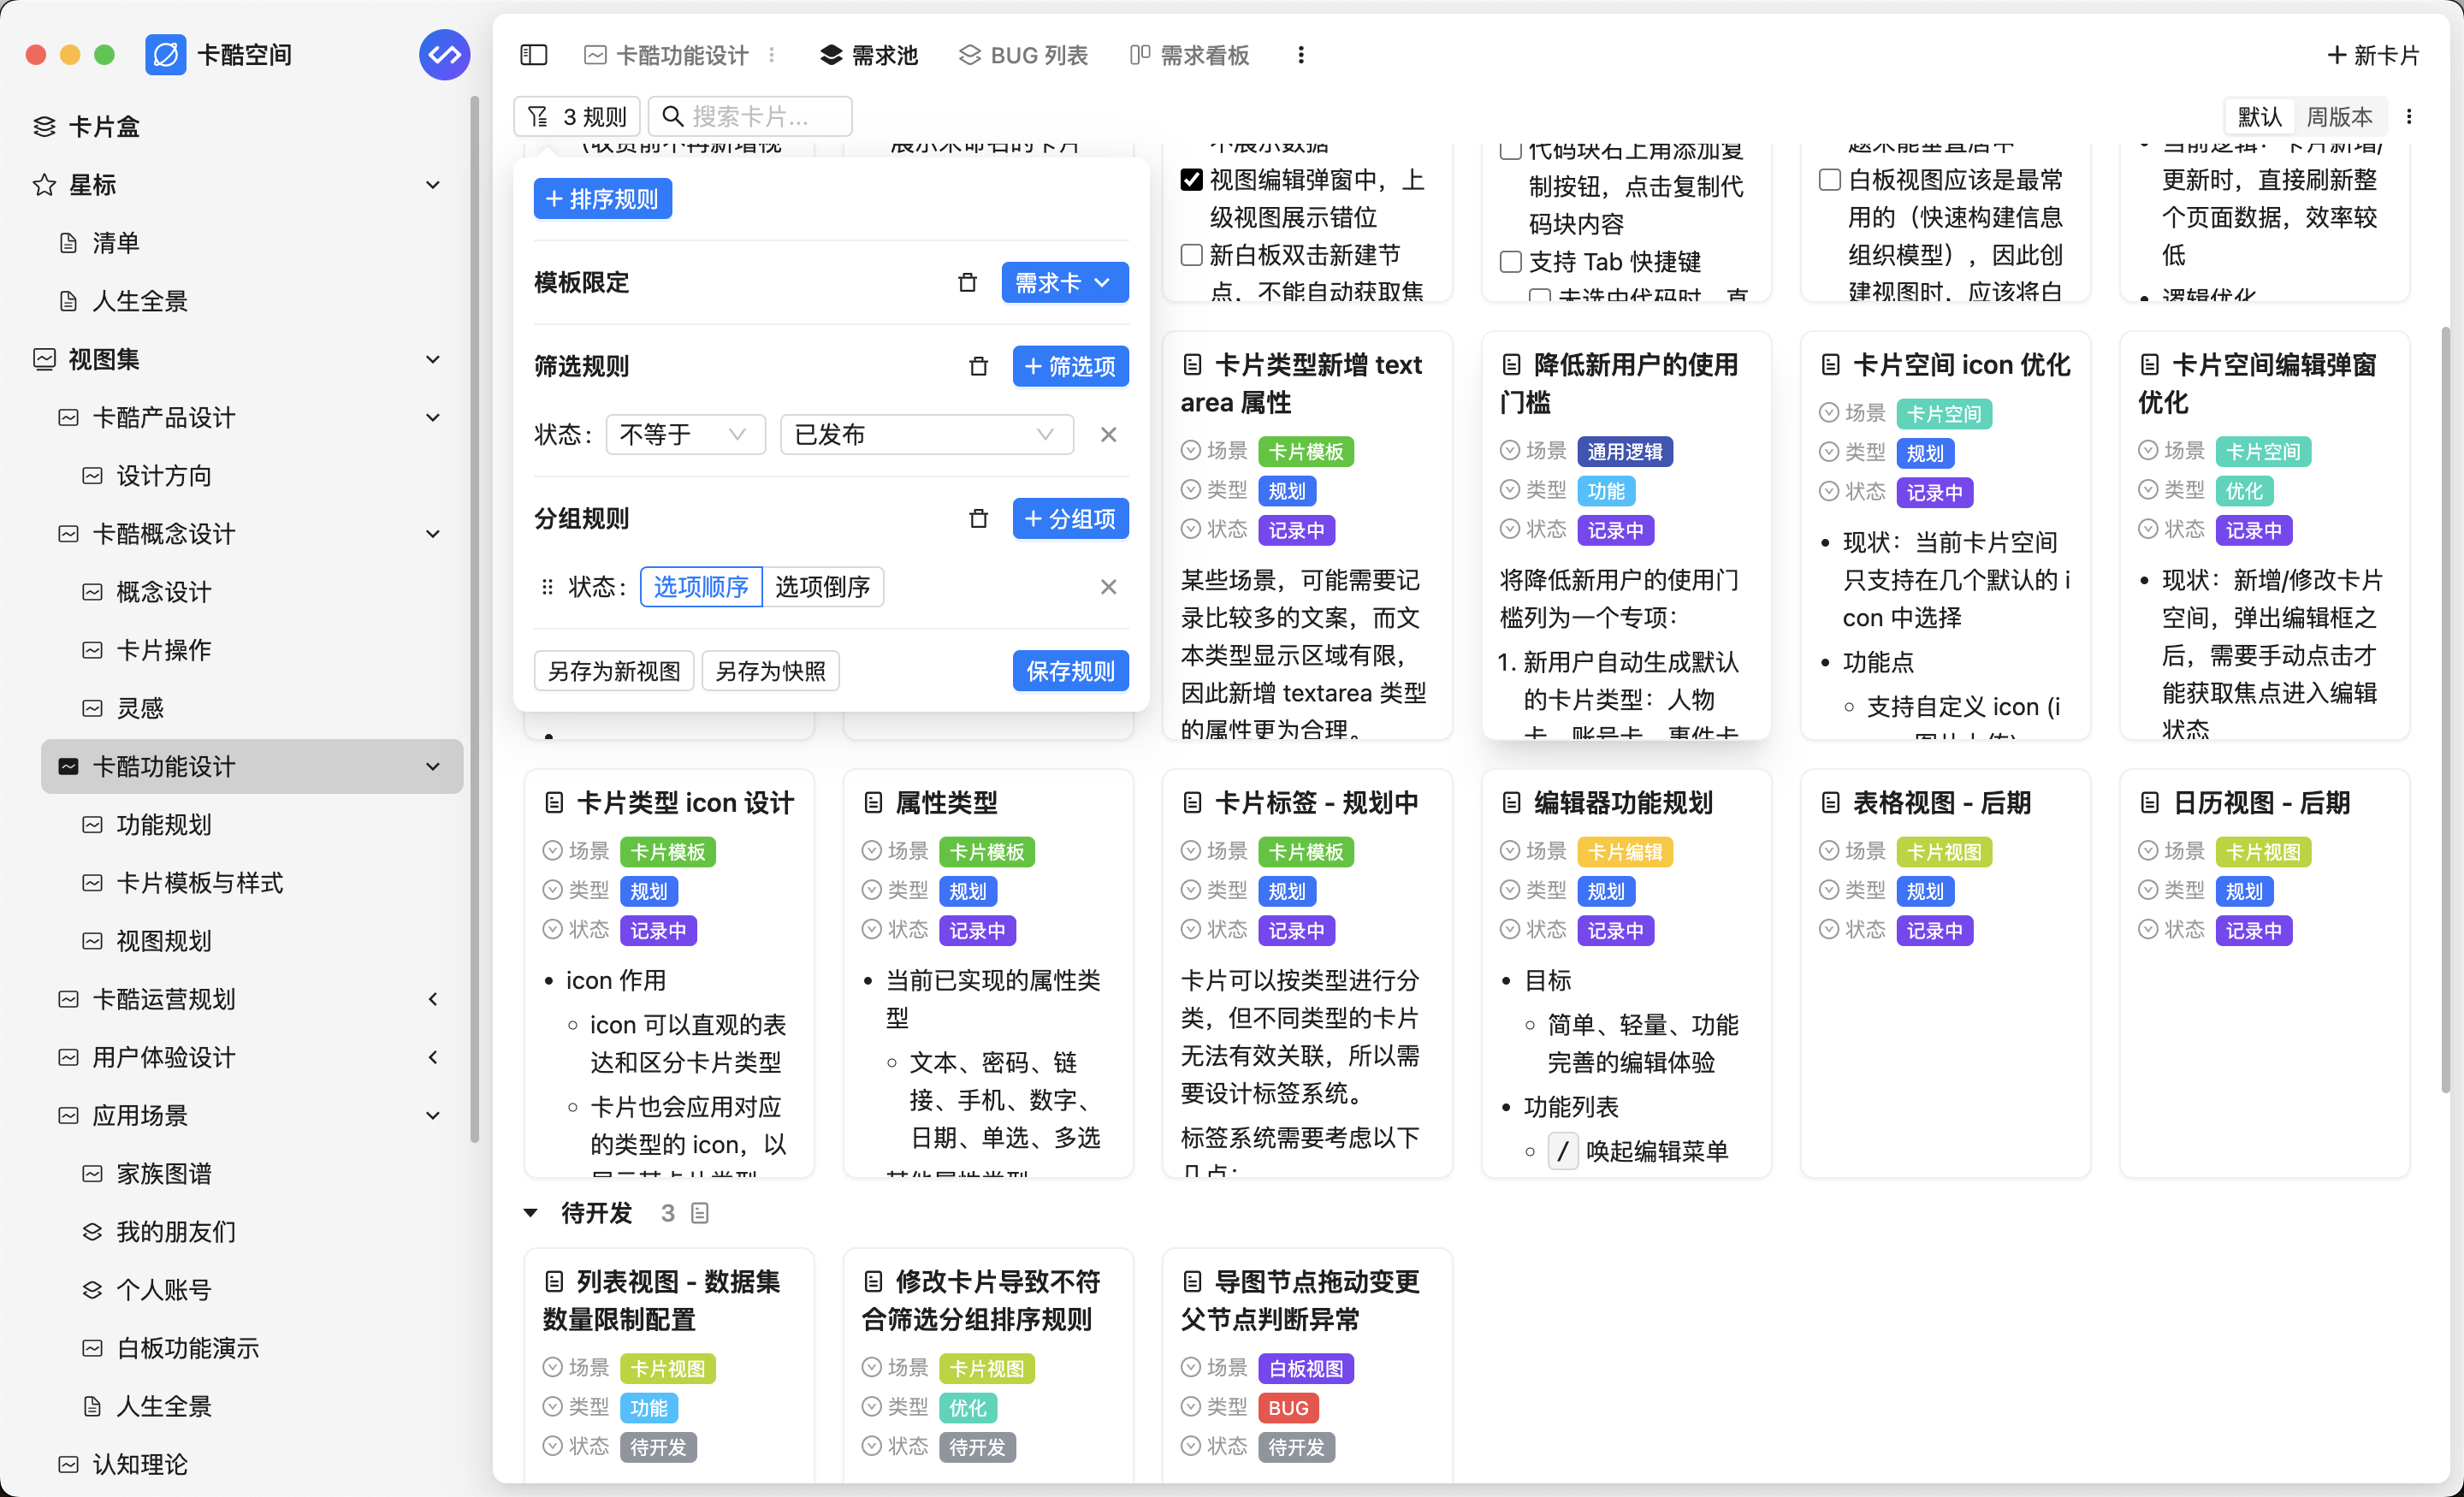 卡酷空间
卡片盒
星标
清单
人生全景
视图集
卡酷产品设计
设计方向
卡酷概念设计
概念设计
卡片操作
灵感
卡酷功能设计
功能规划
卡片模板与样式
视图规划
卡酷运营规划
用户体验设计
应用场景
家族图谱
我的朋友们
个人账号
白板功能演示
人生全景
认知理论
卡酷功能设计
需求池
BUG 列表
需求看板
+ 新卡片
3 规则
搜索卡片...
默认
周版本
+ 排序规则
模板限定
需求卡
筛选规则
+ 筛选项
状态：
不等于
已发布
分组规则
+ 分组项
状态：
选项顺序
选项倒序
另存为新视图
另存为快照
保存规则
（收费前不再新增视
展示未命名的卡片
不展示数据
视图编辑弹窗中，上
级视图展示错位
新白板双击新建节
点，不能自动获取焦
代码块右上角添加复
制按钮，点击复制代
码块内容
支持 Tab 快捷键
未选中代码时，直
白板视图应该是最常
用的（快速构建信息
组织模型），因此创
建视图时，应该将白
当前逻辑：卡片新增/
更新时，直接刷新整
个页面数据，效率较
低
逻辑优化
卡片类型新增 text
area 属性
场景 卡片模板
类型 规划
状态 记录中
某些场景，可能需要记
录比较多的文案，而文
本类型显示区域有限，
因此新增 textarea 类型
的属性更为合理。
降低新用户的使用
门槛
场景 通用逻辑
类型 功能
状态 记录中
将降低新用户的使用门
槛列为一个专项：
1. 新用户自动生成默认
的卡片类型：人物
卡、账号卡、事件卡
卡片空间 icon 优化
场景 卡片空间
类型 规划
状态 记录中
• 现状：当前卡片空间
只支持在几个默认的 i
con 中选择
• 功能点
◦ 支持自定义 icon (i
卡片空间编辑弹窗
优化
场景 卡片空间
类型 优化
状态 记录中
• 现状：新增/修改卡片
空间，弹出编辑框之
后，需要手动点击才
能获取焦点进入编辑
状态
卡片类型 icon 设计
场景 卡片模板
类型 规划
状态 记录中
• icon 作用
◦ icon 可以直观的表
达和区分卡片类型
◦ 卡片也会应用对应
的类型的 icon，以
属性类型
场景 卡片模板
类型 规划
状态 记录中
• 当前已实现的属性类
型
◦ 文本、密码、链
接、手机、数字、
日期、单选、多选
其他属性类型
卡片标签 - 规划中
场景 卡片模板
类型 规划
状态 记录中
卡片可以按类型进行分
类，但不同类型的卡片
无法有效关联，所以需
要设计标签系统。
标签系统需要考虑以下
几点：
编辑器功能规划
场景 卡片编辑
类型 规划
状态 记录中
• 目标
◦ 简单、轻量、功能
完善的编辑体验
• 功能列表
◦ / 唤起编辑菜单
表格视图 - 后期
场景 卡片视图
类型 规划
状态 记录中
日历视图 - 后期
场景 卡片视图
类型 规划
状态 记录中
待开发 3
列表视图 - 数据集
数量限制配置
场景 卡片视图
类型 功能
状态 待开发
修改卡片导致不符
合筛选分组排序规则
场景 卡片视图
类型 优化
状态 待开发
导图节点拖动变更
父节点判断异常
场景 白板视图
类型 BUG
状态 待开发